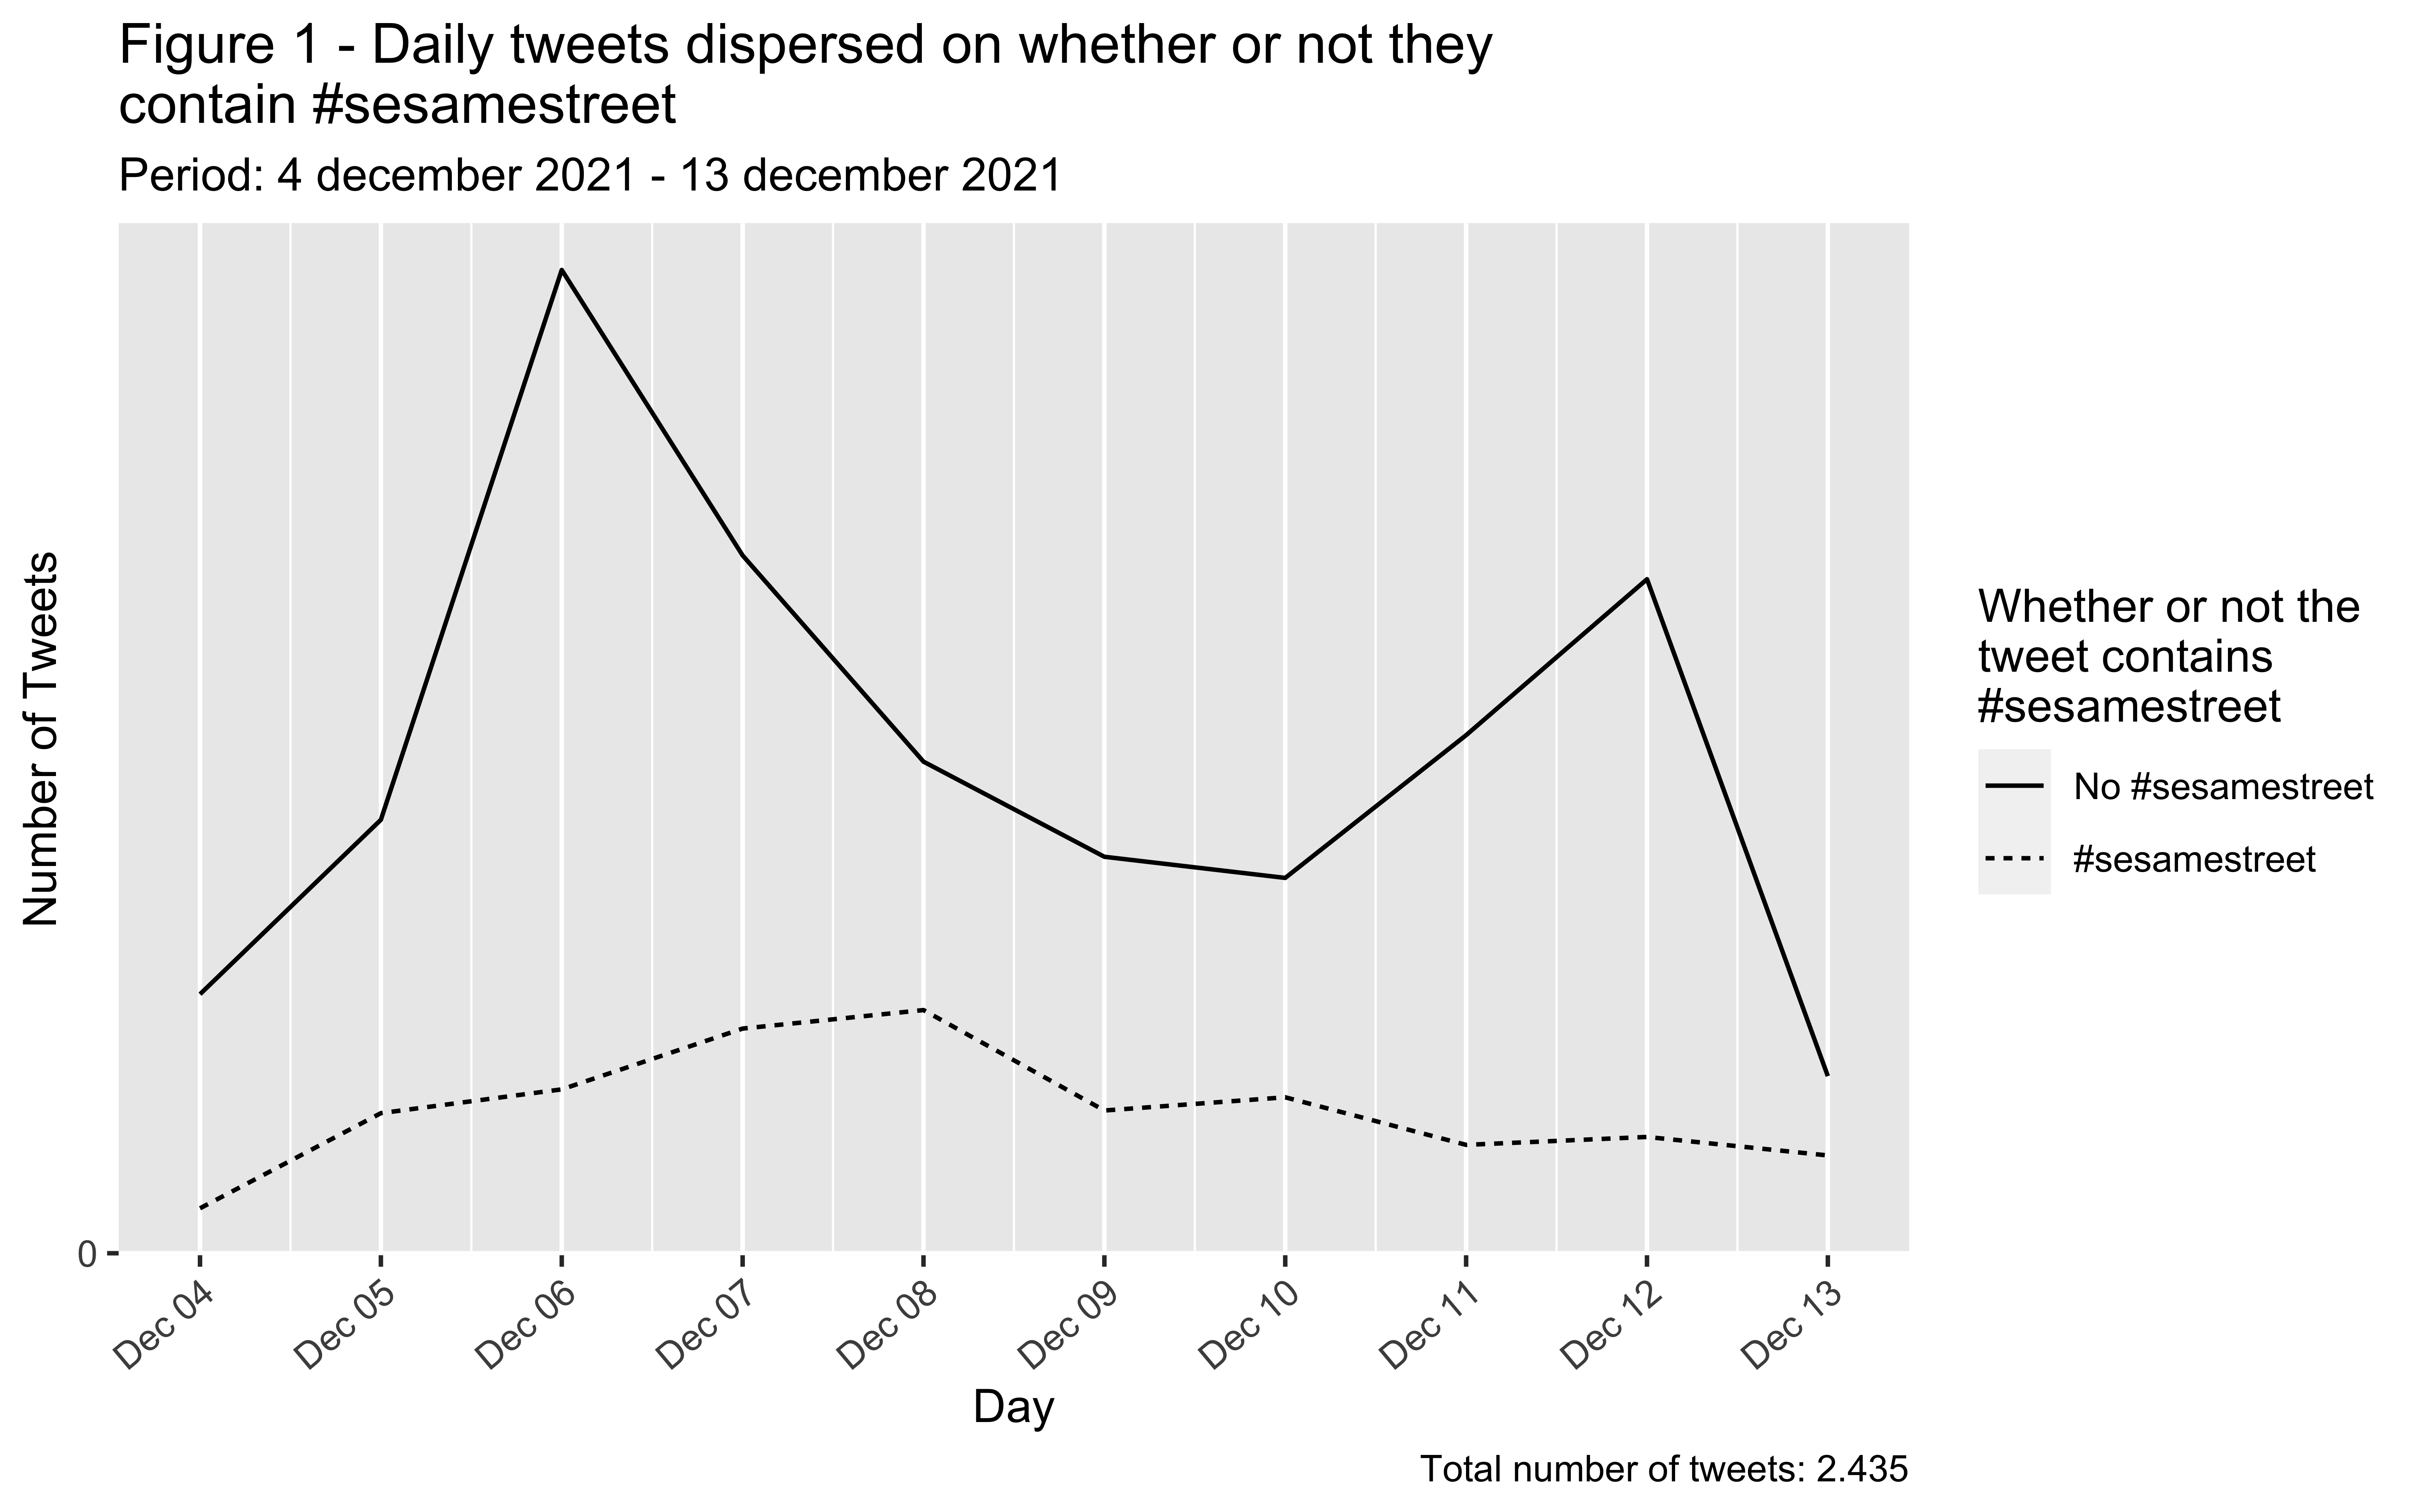 Figure 1 - Daily tweets dispersed on whether or not they
contain #sesamestreet
Period: 4 december 2021 - 13 december 2021
Number of Tweets
0
Dec 04
Dec 05
Dec 06
Dec 07
Dec 08
Dec 09
Dec 10
Dec 11
Dec 12
Dec 13
Day
Whether or not the
tweet contains
#sesamestreet
No #sesamestreet
#sesamestreet
Total number of tweets: 2.435